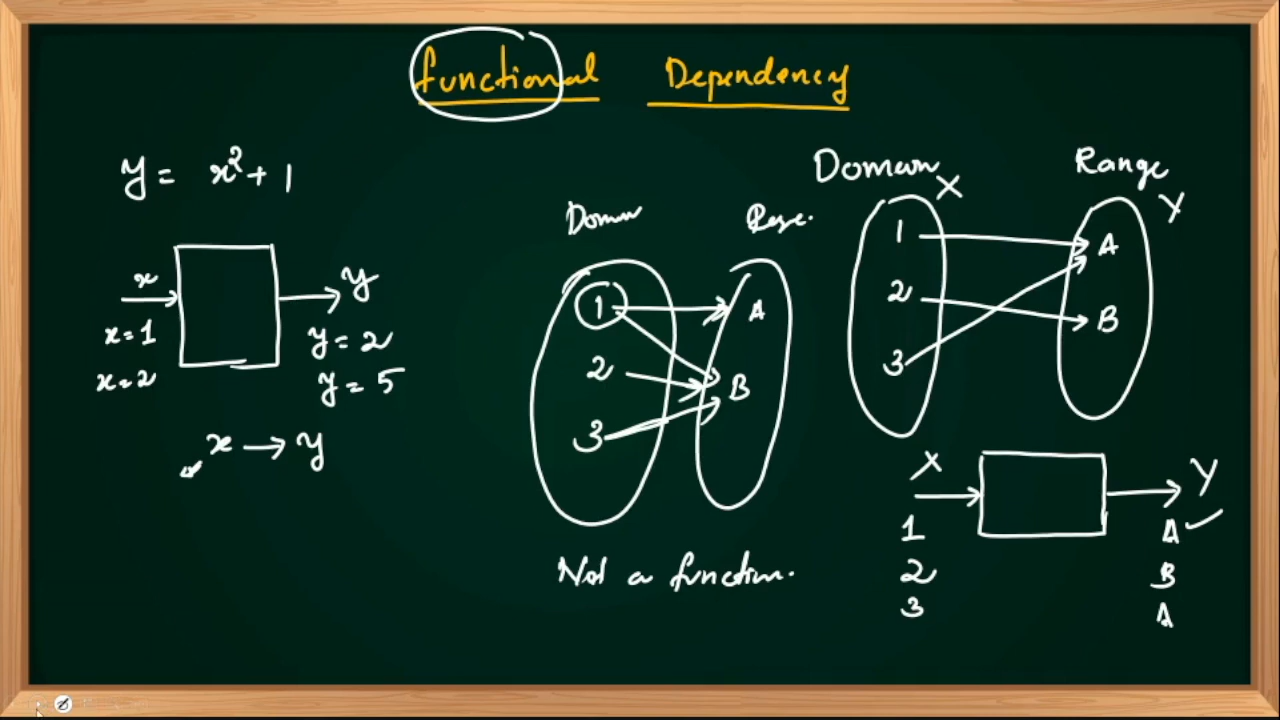 functional Dependency
y = x² + 1
x
y
x = 1
y = 2
x = 2
y = 5
x → y
1
2
3
A
B
Not a function.
Domain
Range
X
Y
1
2
3
A
B
X
Y
1
A ✓
2
B
3
A